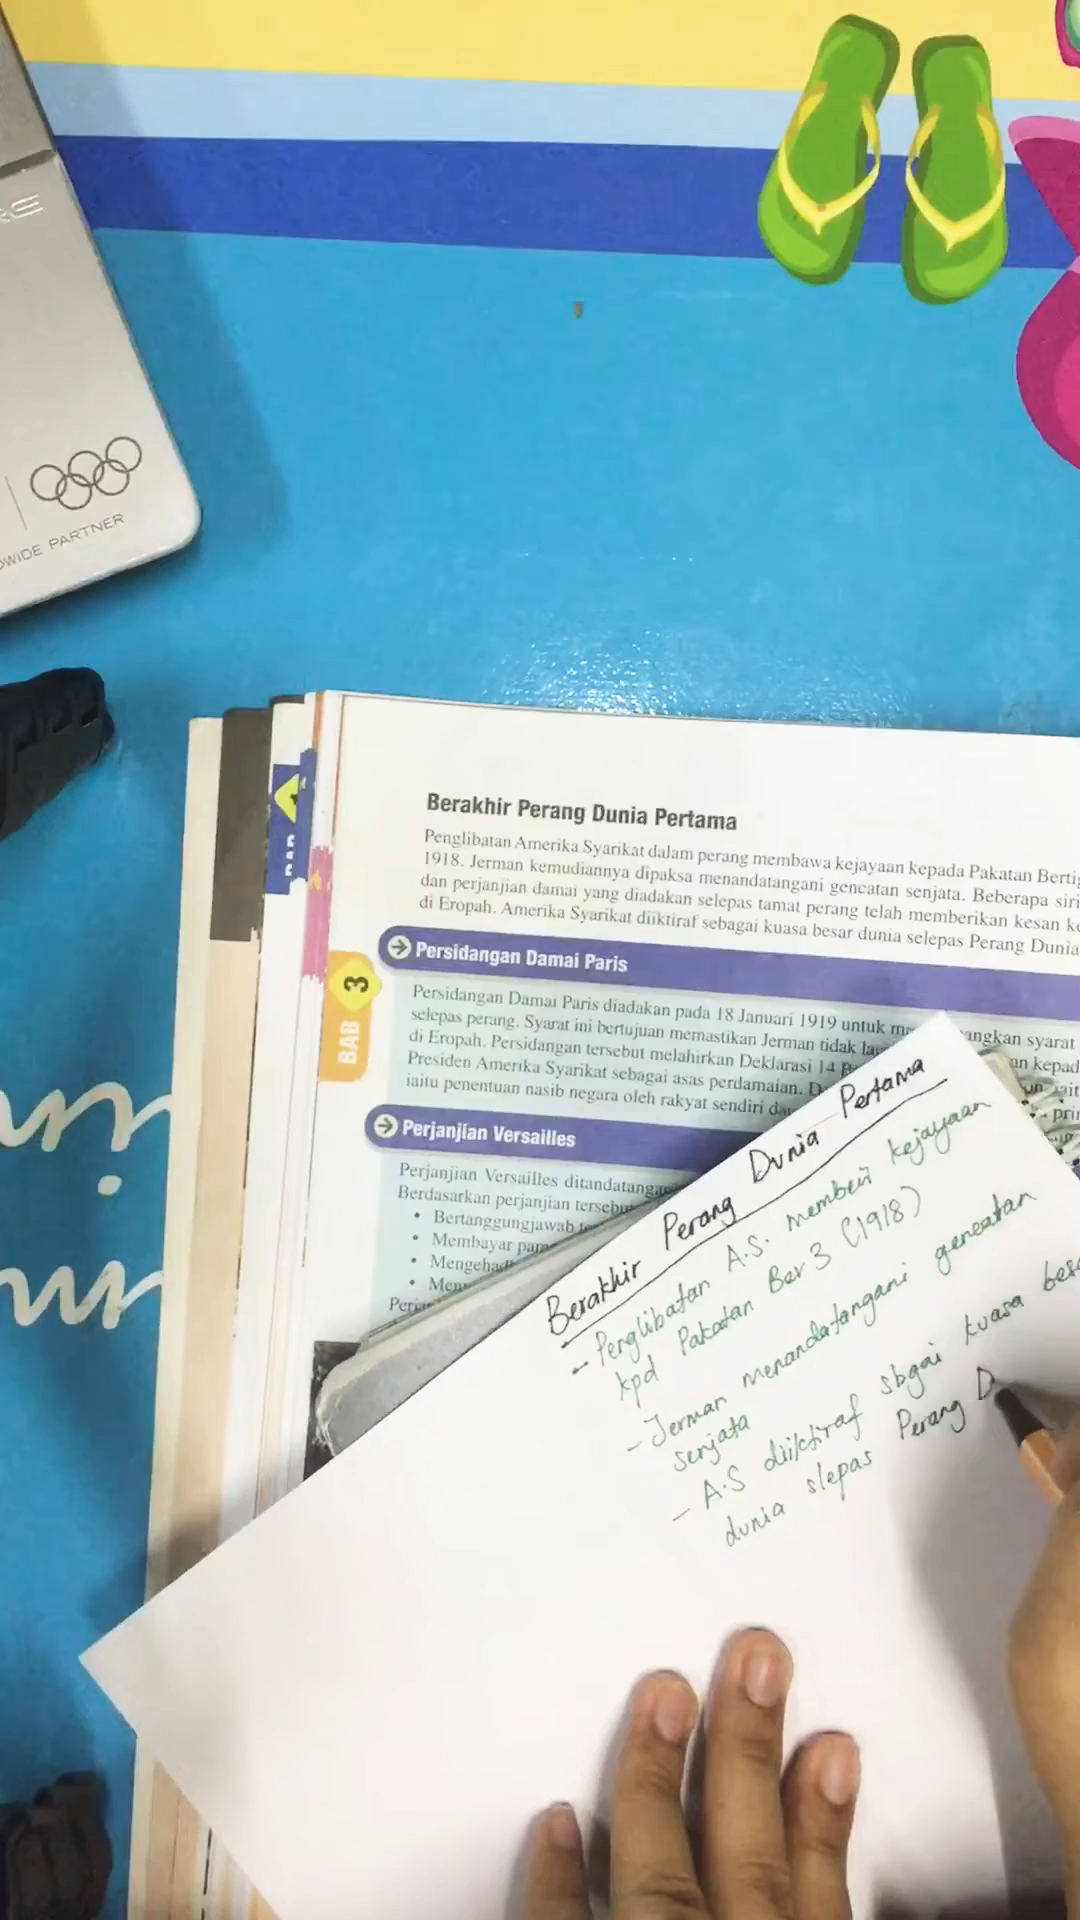 WIDE PARTNER
Berakhir Perang Dunia Pertama
Penglibatan Amerika Syarikat dalam perang membawa kejayaan kepada Pakatan
1918. Jerman kemudiannya dipaksa menandatangani gencatan senjata. Beberapa siri
dan perjanjian damai yang diadakan selepas tamat perang telah memberikan kesan
di Eropah. Amerika Syarikat diiktiraf sebagai kuasa besar dunia selepas Perang Dunia
Persidangan Damai Paris
Persidangan Damai Paris diadakan pada 18 Januari 1919 untuk angkan syarat
selepas perang. Syarat ini bertujuan memastikan Jerman tidak
di Eropah. Persidangan tersebut melahirkan Deklarasi 14
Presiden Amerika Syarikat sebagai asas perdamaian.
iaitu penentuan nasib negara oleh rakyat sendiri
BAB 3
Perjanjian Versailles
Perjanjian Versailles ditandatanga
Berdasarkan perjanjian tersebu
• Bertanggungjawab
• Membayar
• Mengeha
Berakhir Perang Dunia Pertama
- Penglibatan A.S. memberi kejayaan
kpd Pakatan Ber 3 (1918)
- Jerman menandatangani gencatan
senjata
- A.S diiktiraf sbgai kuasa besa
dunia slepas Perang D